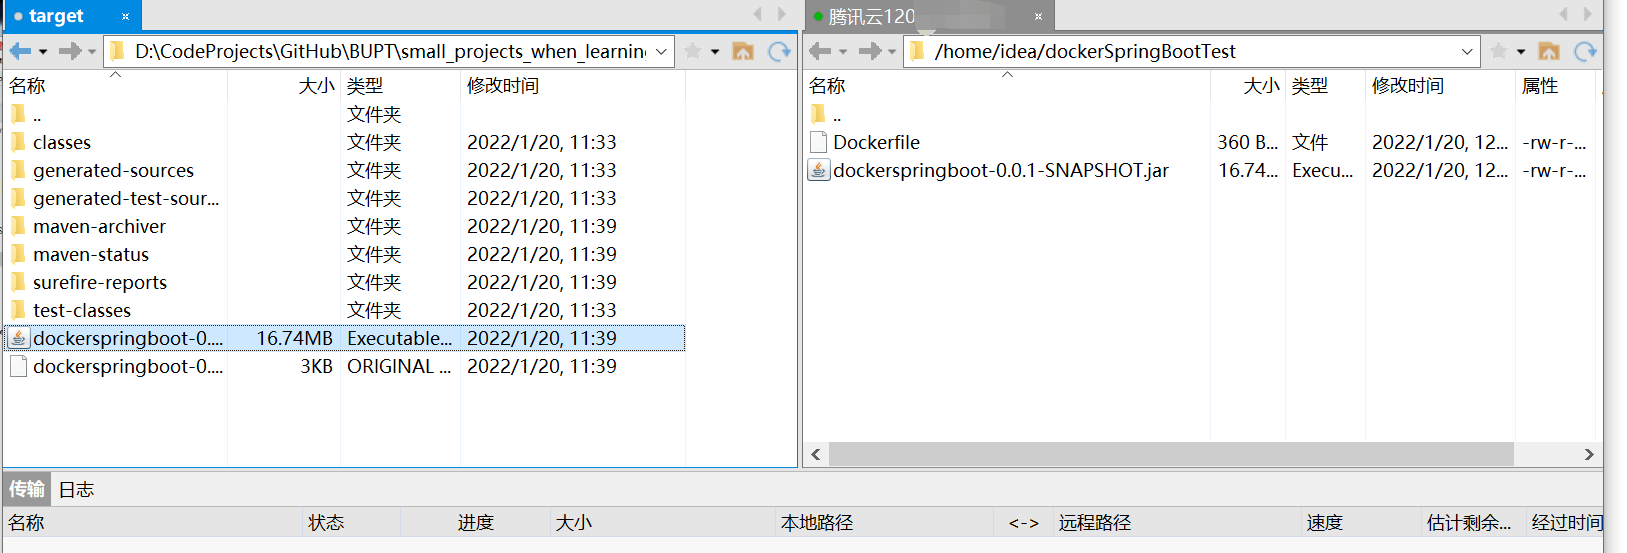 target ×
D:\CodeProjects\GitHub\BUPT\small_projects_when_learnin
名称 大小 类型 修改时间
.. 文件夹
classes 文件夹 2022/1/20, 11:33
generated-sources 文件夹 2022/1/20, 11:33
generated-test-sour... 文件夹 2022/1/20, 11:33
maven-archiver 文件夹 2022/1/20, 11:39
maven-status 文件夹 2022/1/20, 11:39
surefire-reports 文件夹 2022/1/20, 11:39
test-classes 文件夹 2022/1/20, 11:33
dockerspringboot-0.... 16.74MB Executable... 2022/1/20, 11:39
dockerspringboot-0.... 3KB ORIGINAL ... 2022/1/20, 11:39
腾讯云120 ×
/home/idea/dockerSpringBootTest
名称 大小 类型 修改时间 属性
..
Dockerfile 360 B... 文件 2022/1/20, 12... -rw-r-...
dockerspringboot-0.0.1-SNAPSHOT.jar 16.74... Execu... 2022/1/20, 12... -rw-r-...
传输 日志
名称 状态 进度 大小 本地路径 <-> 远程路径 速度 估计剩余... 经过时间